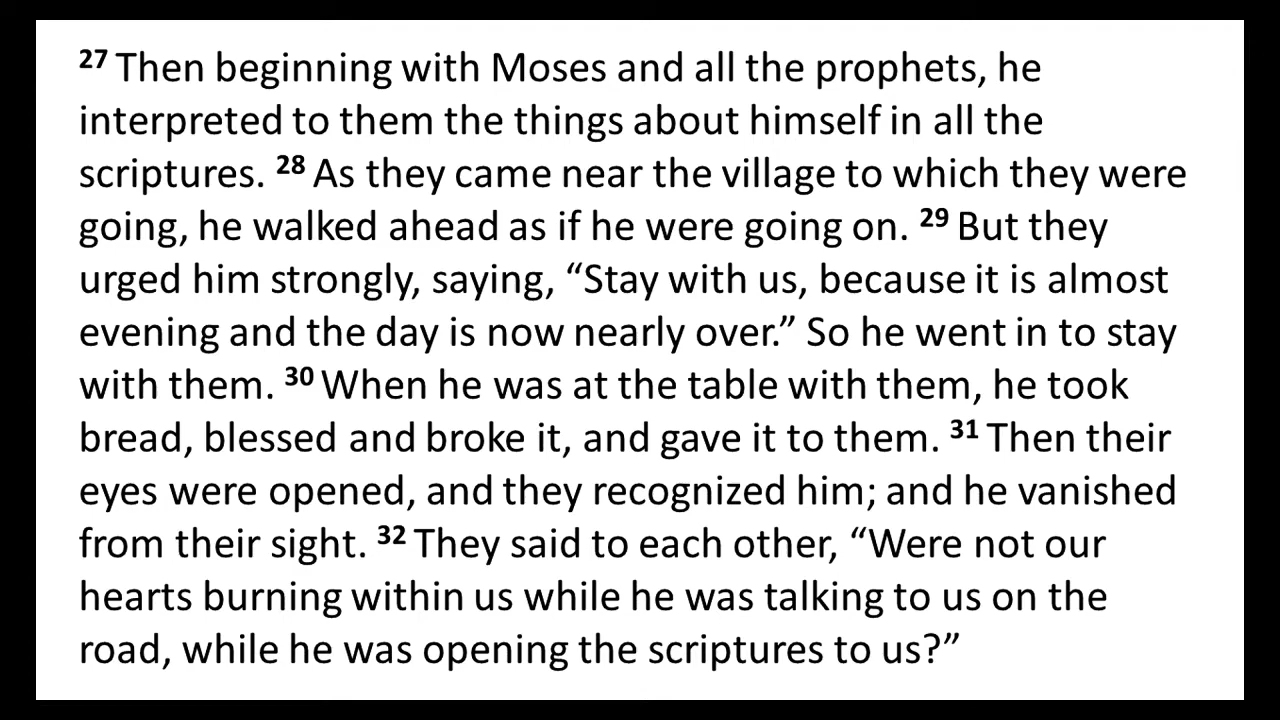 27 Then beginning with Moses and all the prophets, he
interpreted to them the things about himself in all the
scriptures. 28 As they came near the village to which they were
going, he walked ahead as if he were going on. 29 But they
urged him strongly, saying, “Stay with us, because it is almost
evening and the day is now nearly over.” So he went in to stay
with them. 30 When he was at the table with them, he took
bread, blessed and broke it, and gave it to them. 31 Then their
eyes were opened, and they recognized him; and he vanished
from their sight. 32 They said to each other, “Were not our
hearts burning within us while he was talking to us on the
road, while he was opening the scriptures to us?”